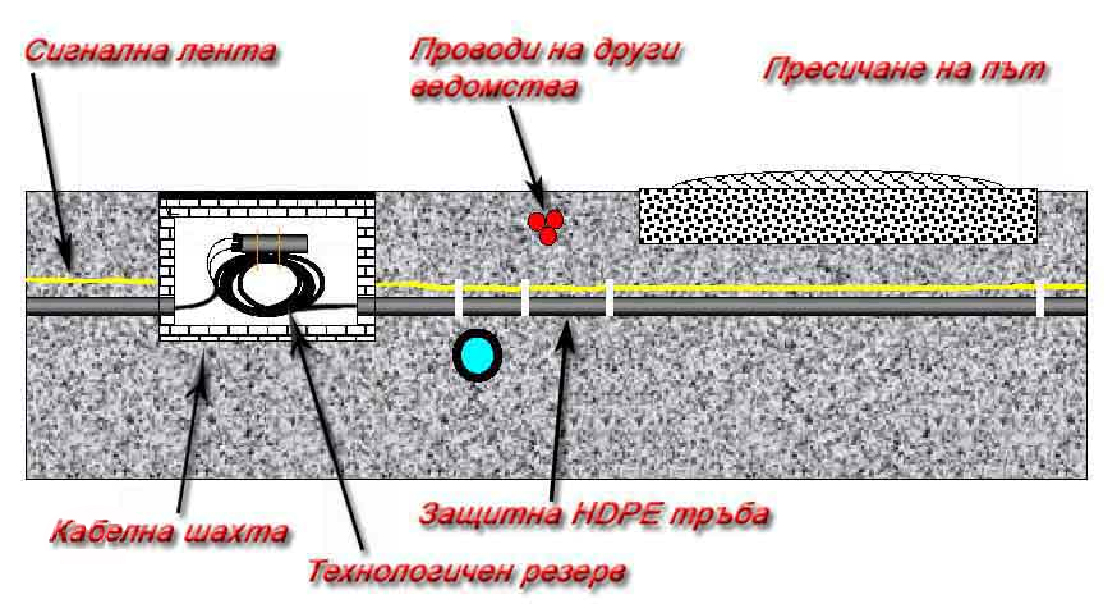 Сигнална лента
Проводи на други
ведомства
Пресичане на път
Кабелна шахта
Защитна HDPE тръба
Технологичен резерв